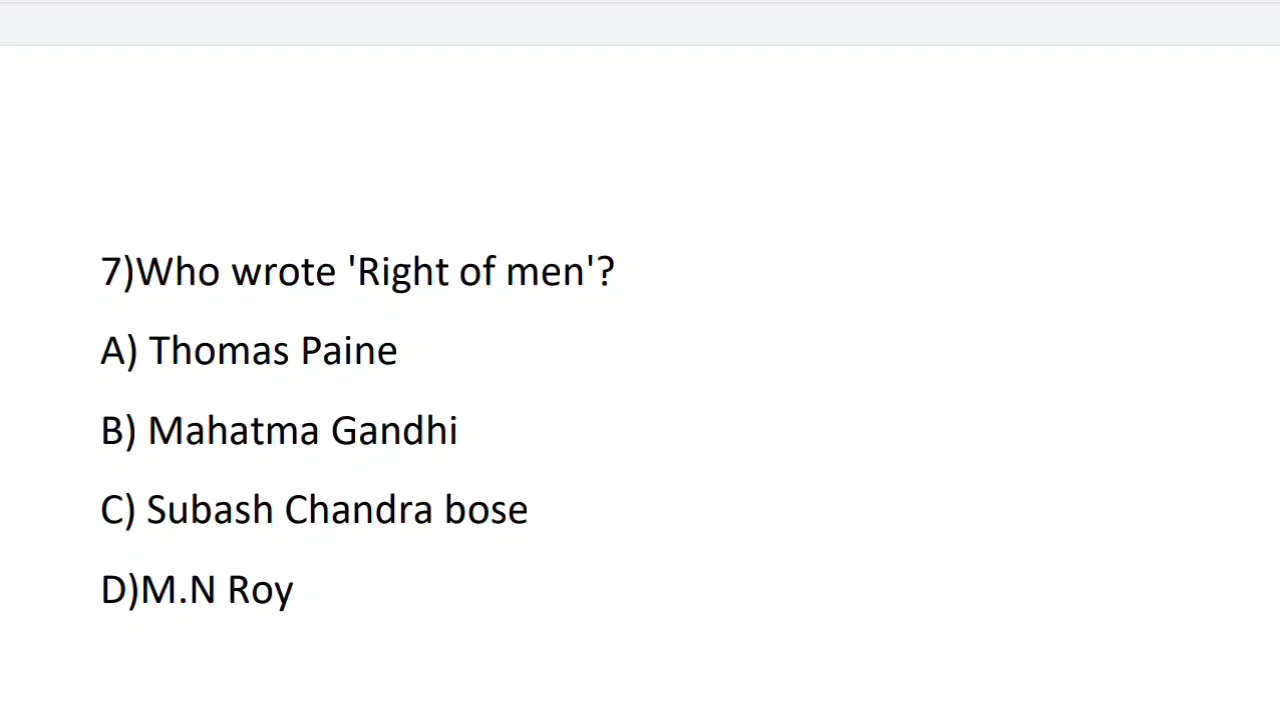 7)Who wrote 'Right of men'?
A) Thomas Paine
B) Mahatma Gandhi
C) Subash Chandra bose
D)M.N Roy